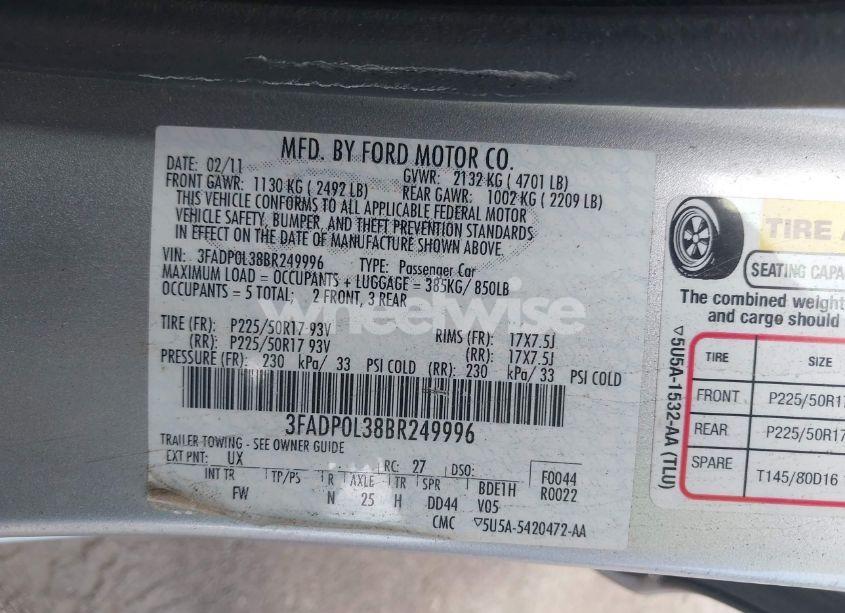 MFD. BY FORD MOTOR CO.
DATE: 02/11 GVWR: 2132 KG ( 4701 LB)
FRONT GAWR: 1130 KG ( 2492 LB) REAR GAWR: 1002 KG ( 2209 LB)
THIS VEHICLE CONFORMS TO ALL APPLICABLE FEDERAL MOTOR
VEHICLE SAFETY, BUMPER, AND THEFT PREVENTION STANDARDS
IN EFFECT ON THE DATE OF MANUFACTURE SHOWN ABOVE.
VIN: 3FADP0L38BR249996 TYPE: Passenger Car
MAXIMUM LOAD = OCCUPANTS + LUGGAGE = 385KG/ 850LB
OCCUPANTS = 5 TOTAL; 2 FRONT, 3 REAR
wheelwise
TIRE (FR): P225/50R17 93V RIMS (FR): 17X7.5J
(RR): P225/50R17 93V (RR): 17X7.5J
PRESSURE (FR): 230 kPa/ 33 PSI COLD (RR): 230 kPa/ 33 PSI COLD
3FADP0L38BR249996
TRAILER TOWING - SEE OWNER GUIDE
EXT PNT: UX RC: 27 DSO: F0044
INT TR TP/PS R AXLE TR SPR BDE1H R0022
FW N 25 H DD44 V05
CMC ▽5U5A-5420472-AA
TIRE
SEATING CAPA
The combined weight
and cargo should
▽5U5A-1532-AA (TLU)
TIRE SIZE
FRONT P225/50R17
REAR P225/50R17
SPARE T145/80D16